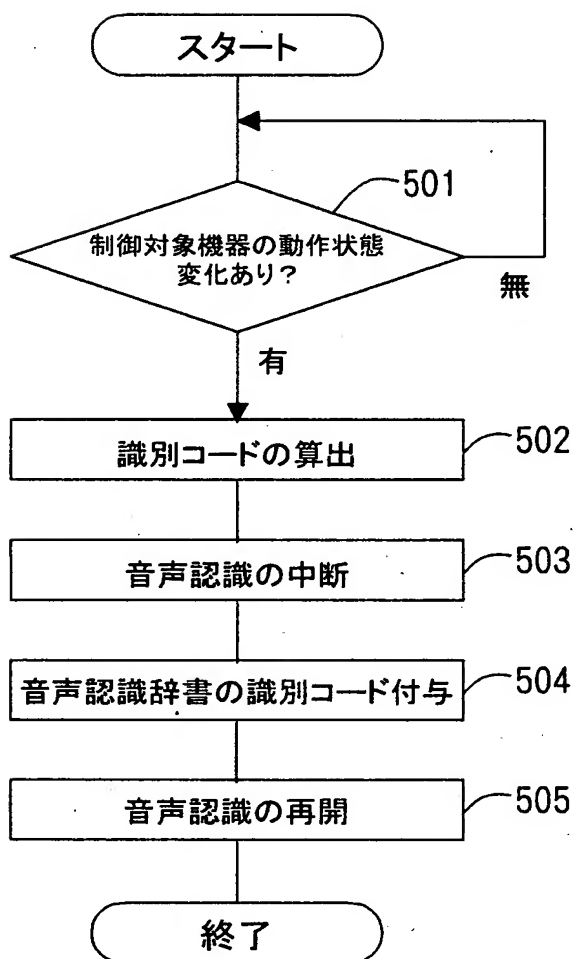 スタート
501
制御対象機器の動作状態
変化あり?
無
有
識別コードの算出
502
音声認識の中断
503
音声認識辞書の識別コード付与
504
音声認識の再開
505
終了